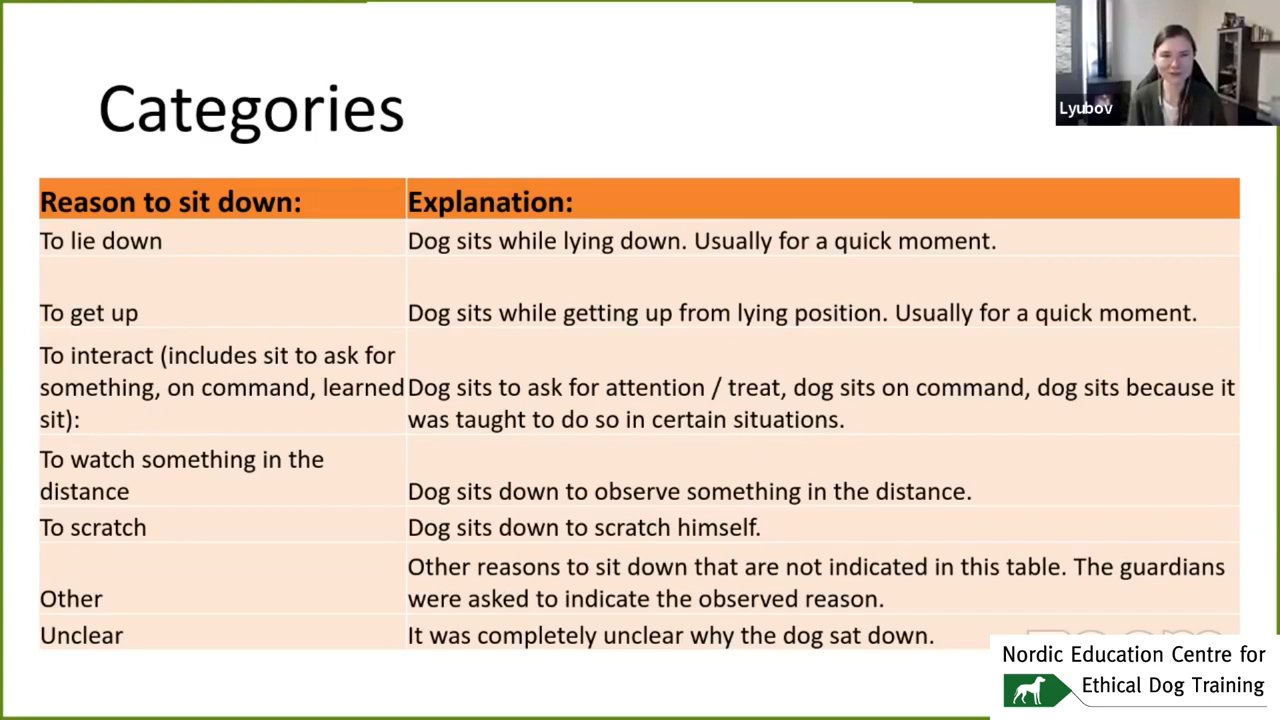 Lyubov
Categories
Reason to sit down:
Explanation:
To lie down
Dog sits while lying down. Usually for a quick moment.
To get up
Dog sits while getting up from lying position. Usually for a quick moment.
To interact (includes sit to ask for
something, on command, learned
sit):
Dog sits to ask for attention / treat, dog sits on command, dog sits because it
was taught to do so in certain situations.
To watch something in the
distance
Dog sits down to observe something in the distance.
To scratch
Dog sits down to scratch himself.
Other
Other reasons to sit down that are not indicated in this table. The guardians
were asked to indicate the observed reason.
Unclear
It was completely unclear why the dog sat down.
Nordic Education Centre for
Ethical Dog Training